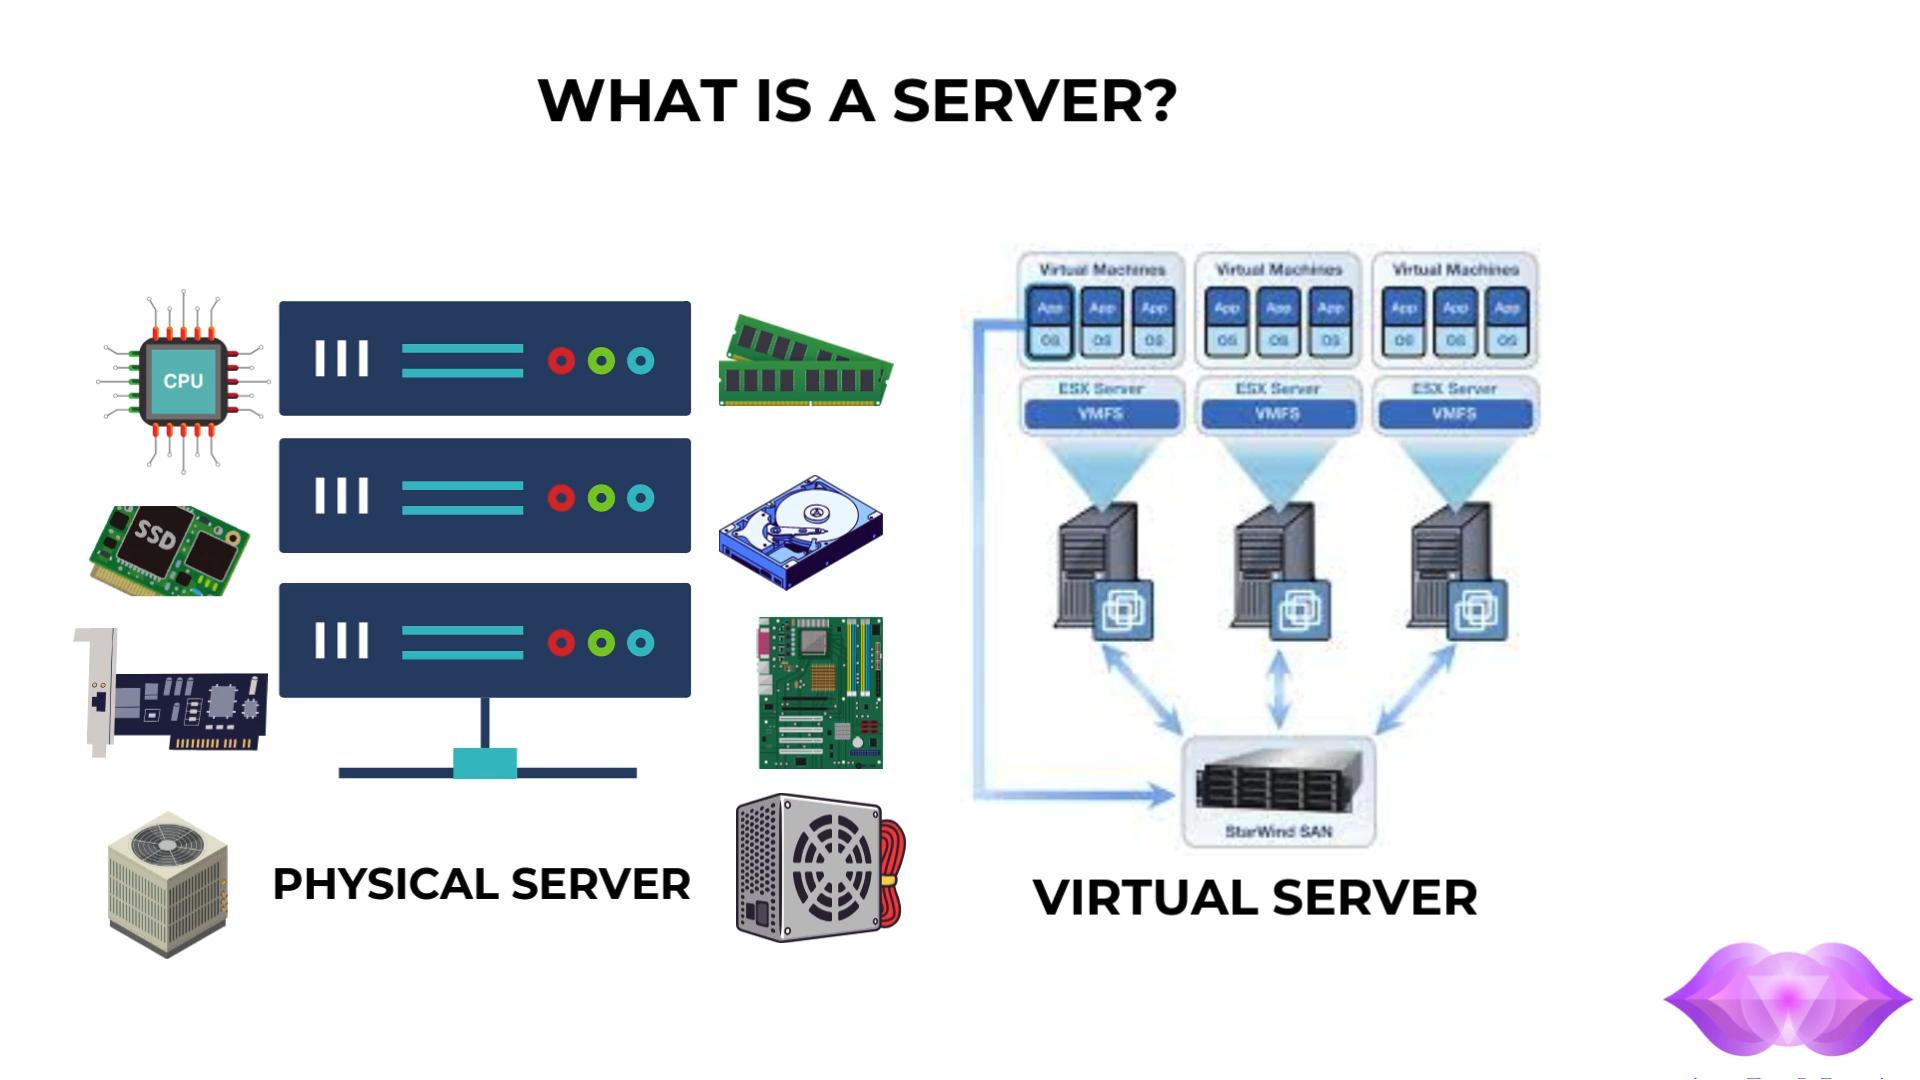 WHAT IS A SERVER?
CPU
SSD
PHYSICAL SERVER
Virtual Machines Virtual Machines Virtual Machines
App App App App App App App App App
OS OS OS OS OS OS OS OS OS
ESX Server ESX Server ESX Server
VMFS VMFS VMFS
StarWind SAN
VIRTUAL SERVER